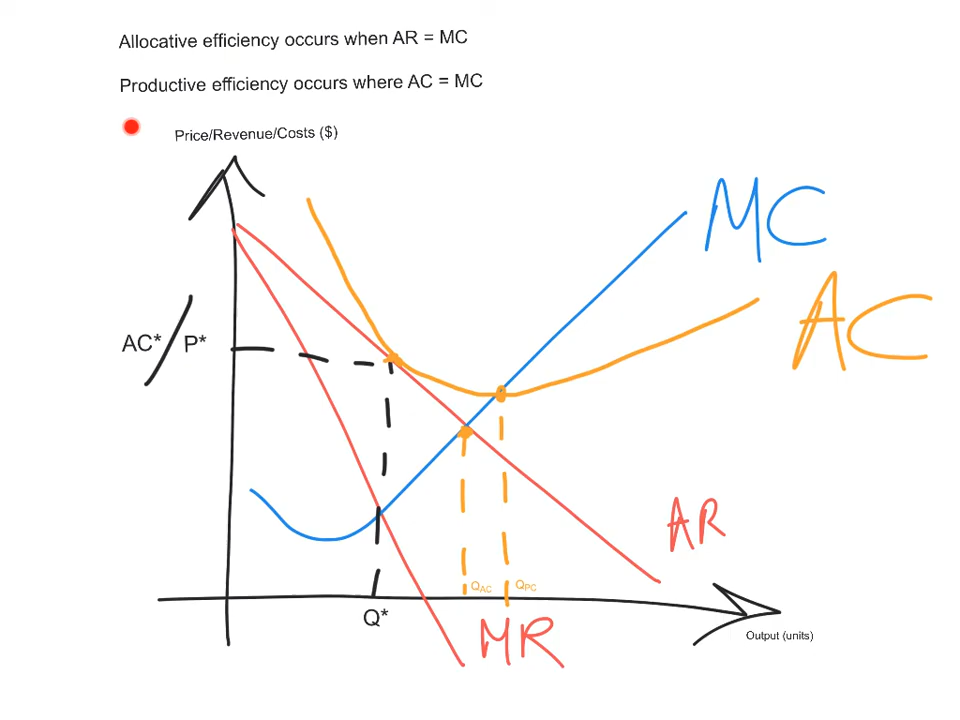 Allocative efficiency occurs when AR = MC
Productive efficiency occurs where AC = MC
Price/Revenue/Costs ($)
MC
AC
AC* / P*
AR
QAC
QPC
Q*
MR
Output (units)